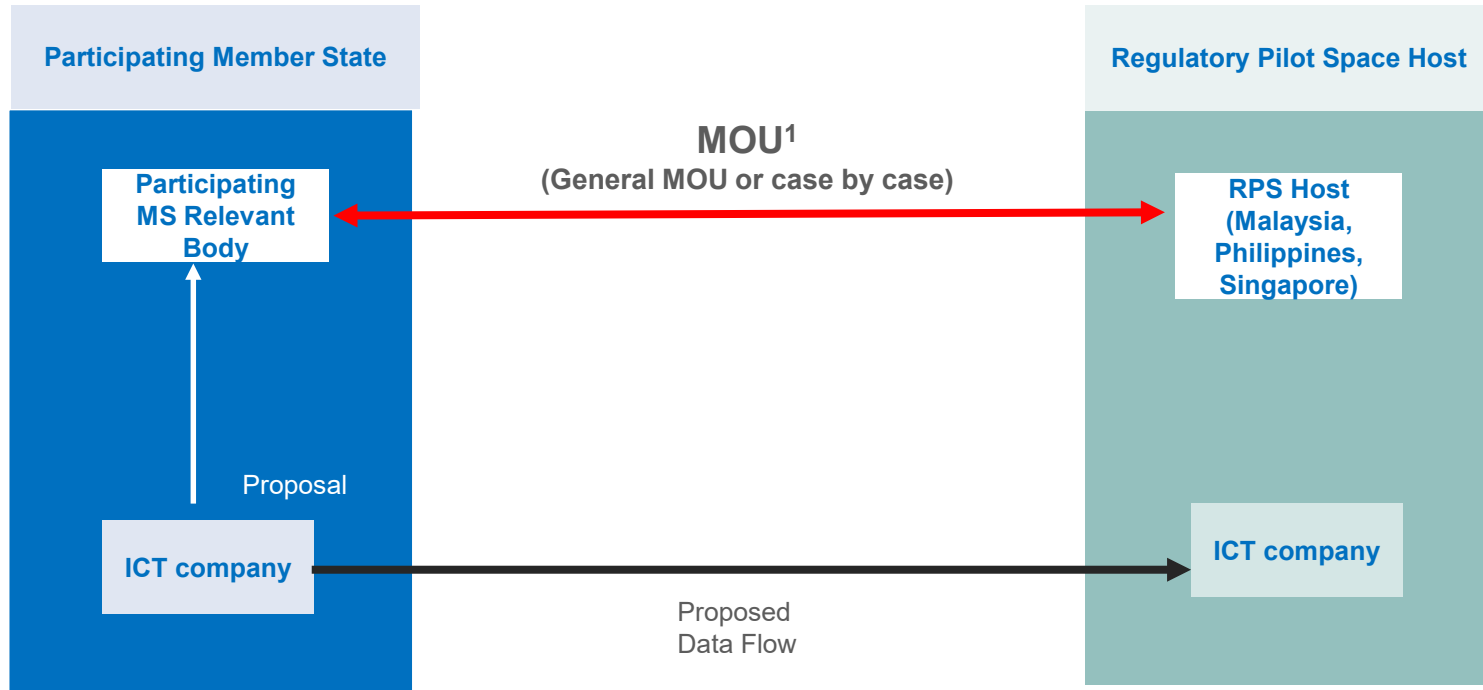 Participating Member State
Regulatory Pilot Space Host
MOU¹
(General MOU or case by case)
Participating
MS Relevant
Body
RPS Host
(Malaysia,
Philippines,
Singapore)
Proposal
ICT company
ICT company
Proposed
Data Flow